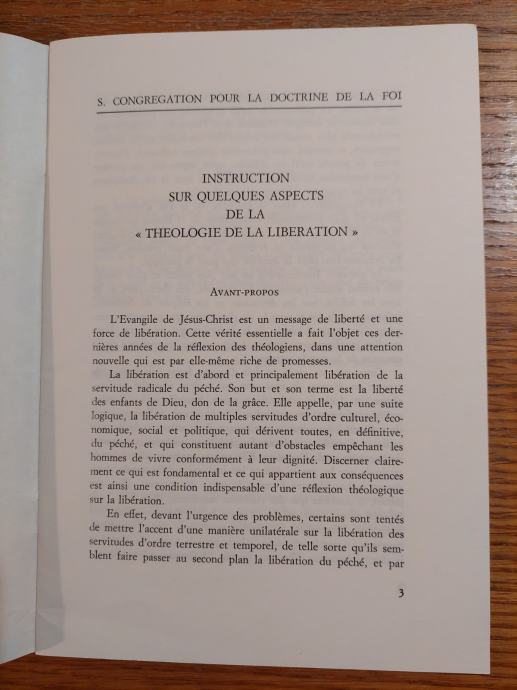 S. CONGREGATION POUR LA DOCTRINE DE LA FOI
INSTRUCTION
SUR QUELQUES ASPECTS
DE LA
« THEOLOGIE DE LA LIBERATION »
AVANT-PROPOS
L'Evangile de Jésus-Christ est un message de liberté et une
force de libération. Cette vérité essentielle a fait l'objet ces der-
nières années de la réflexion des théologiens, dans une attention
nouvelle qui est par elle-même riche de promesses.
La libération est d'abord et principalement libération de la
servitude radicale du péché. Son but et son terme est la liberté
des enfants de Dieu, don de la grâce. Elle appelle, par une suite
logique, la libération de multiples servitudes d'ordre culturel, éco-
nomique, social et politique, qui dérivent toutes, en définitive,
du péché, et qui constituent autant d'obstacles empêchant les
hommes de vivre conformément à leur dignité. Discerner claire-
ment ce qui est fondamental et ce qui appartient aux conséquences
est ainsi une condition indispensable d'une réflexion théologique
sur la libération.
En effet, devant l'urgence des problèmes, certains sont tentés
de mettre l'accent d'une manière unilatérale sur la libération des
servitudes d'ordre terrestre et temporel, de telle sorte qu'ils sem-
blent faire passer au second plan la libération du péché, et par
3